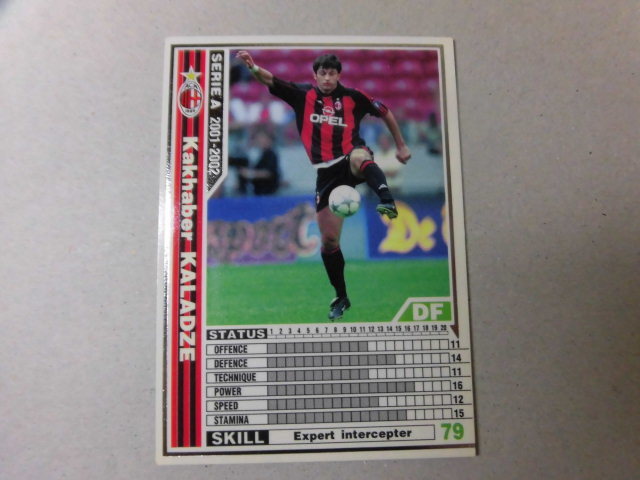 SERIE A 2001-2002
Kakhaber KALADZE
OPEL
DF
STATUS 1 2 3 4 5 6 7 8 9 10 11 12 13 14 15 16 17 18 19 20
OFFENCE 11
DEFENCE 14
TECHNIQUE 11
POWER 16
SPEED 12
STAMINA 15
SKILL Expert intercepter 79